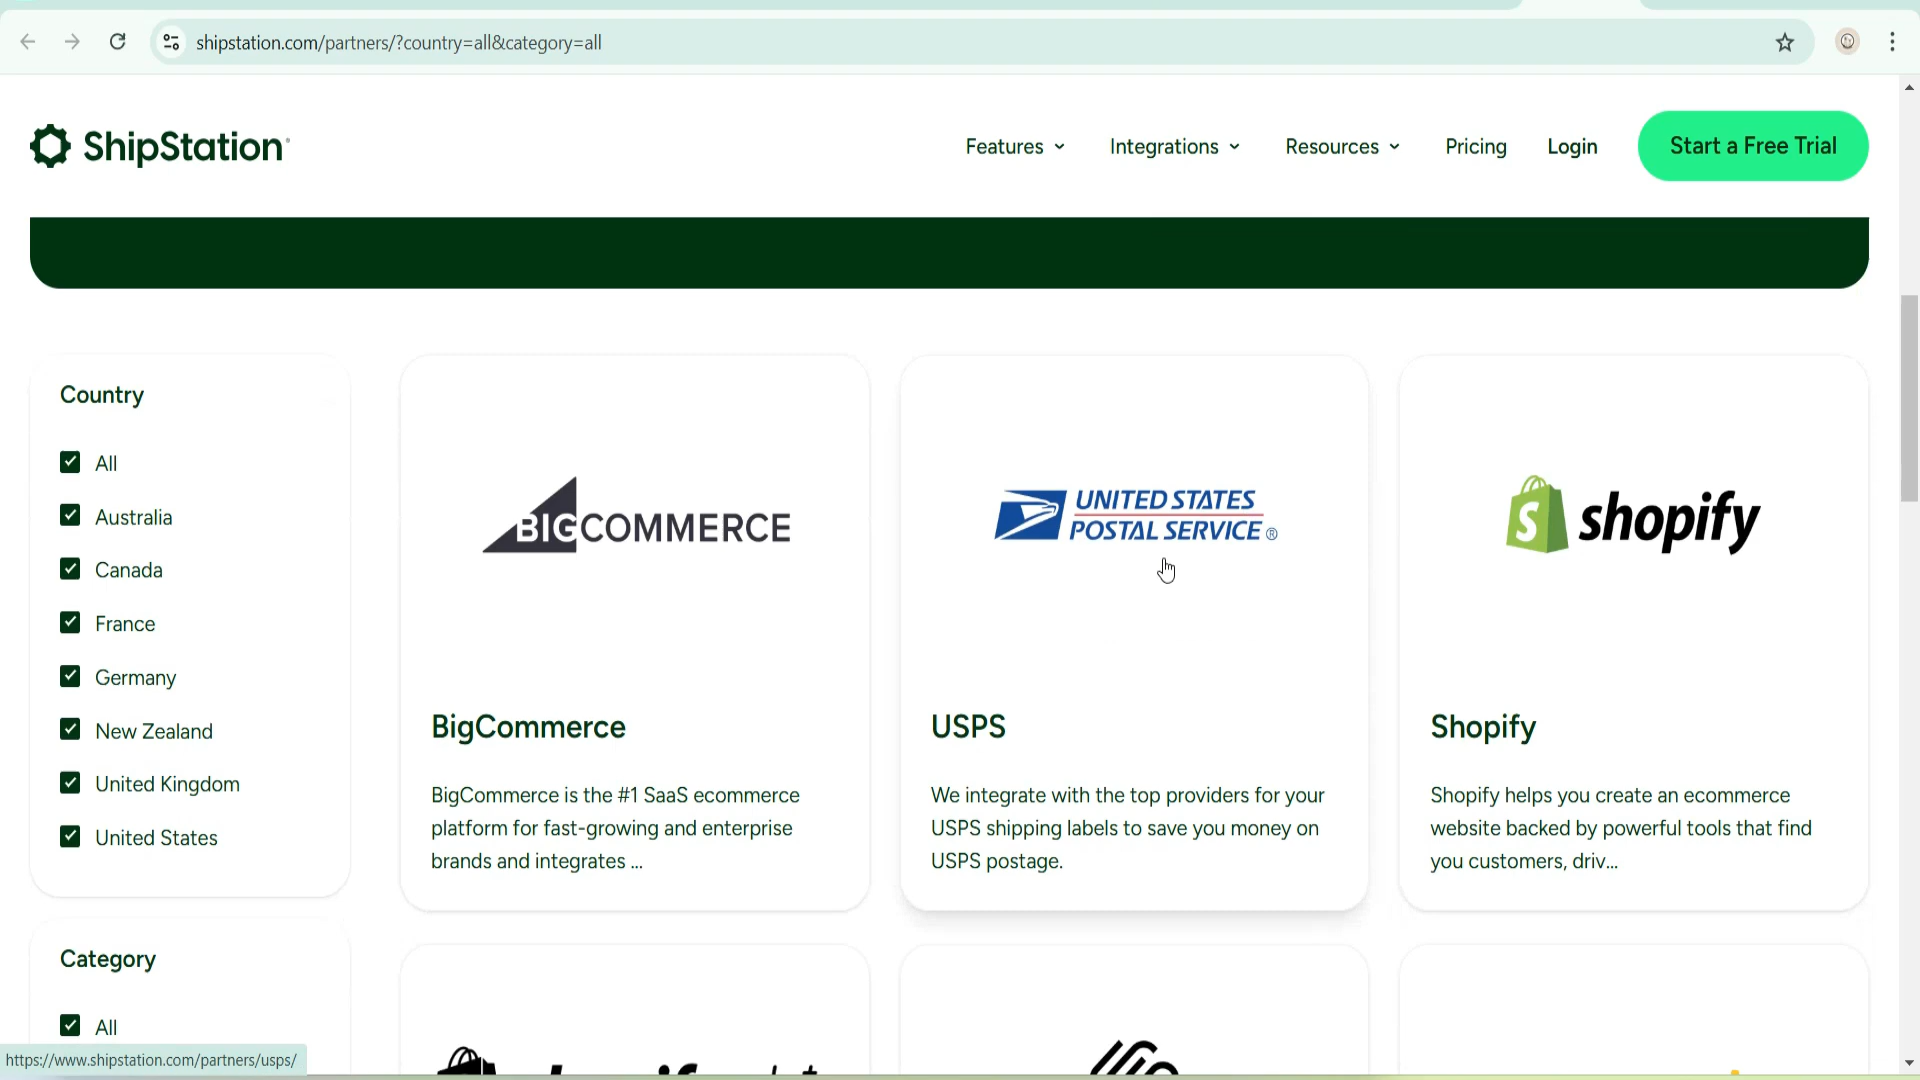 shipstation.com/partners/?country=all&category=all
ShipStation
Features
Integrations
Resources
Pricing
Login
Start a Free Trial
Country
All
Australia
Canada
France
Germany
New Zealand
United Kingdom
United States
Category
All
BIGCOMMERCE
BigCommerce
BigCommerce is the #1 SaaS ecommerce
platform for fast-growing and enterprise
brands and integrates ...
UNITED STATES
POSTAL SERVICE ®
USPS
We integrate with the top providers for your
USPS shipping labels to save you money on
USPS postage.
shopify
Shopify
Shopify helps you create an ecommerce
website backed by powerful tools that find
you customers, driv...
https://www.shipstation.com/partners/usps/